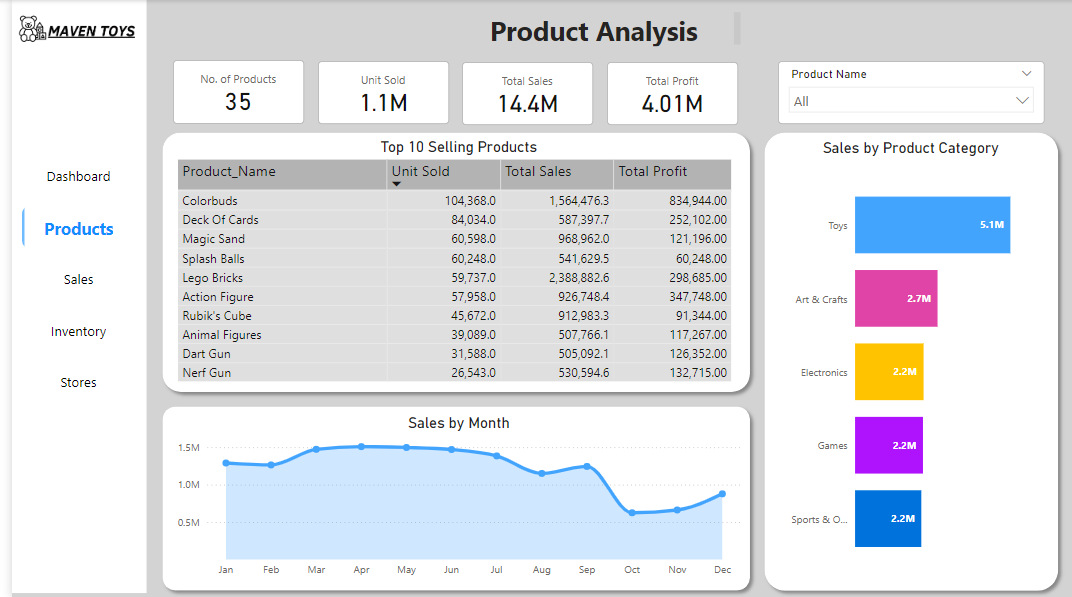 MAVEN TOYS
Product Analysis
Dashboard
Products
Sales
Inventory
Stores
No. of Products
35
Unit Sold
1.1M
Total Sales
14.4M
Total Profit
4.01M
Product Name
All
Top 10 Selling Products
Product_Name Unit Sold Total Sales Total Profit
Colorbuds 104,368.0 1,564,476.3 834,944.00
Deck Of Cards 84,034.0 587,397.7 252,102.00
Magic Sand 60,598.0 968,962.0 121,196.00
Splash Balls 60,248.0 541,629.5 60,248.00
Lego Bricks 59,737.0 2,388,882.6 298,685.00
Action Figure 57,958.0 926,748.4 347,748.00
Rubik's Cube 45,672.0 912,983.3 91,344.00
Animal Figures 39,089.0 507,766.1 117,267.00
Dart Gun 31,588.0 505,092.1 126,352.00
Nerf Gun 26,543.0 530,594.6 132,715.00
Sales by Month
1.5M
1.0M
0.5M
Jan Feb Mar Apr May Jun Jul Aug Sep Oct Nov Dec
Sales by Product Category
Toys 5.1M
Art & Crafts 2.7M
Electronics 2.2M
Games 2.2M
Sports & O... 2.2M